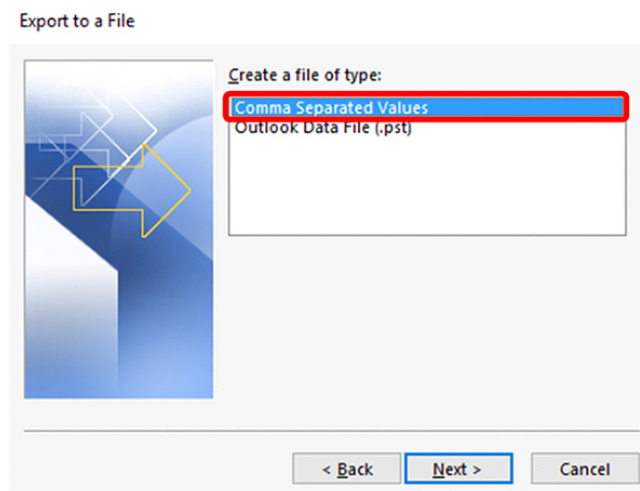 Export to a File
Create a file of type:
Comma Separated Values
Outlook Data File (.pst)
< Back
Next >
Cancel